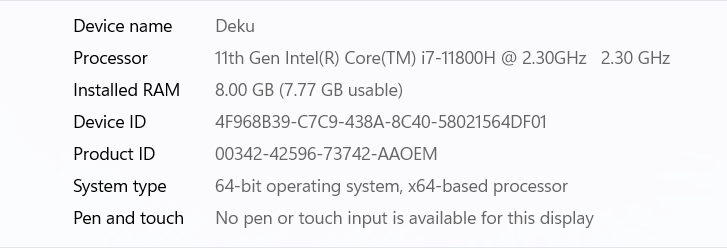 Device name Deku
Processor 11th Gen Intel(R) Core(TM) i7-11800H @ 2.30GHz 2.30 GHz
Installed RAM 8.00 GB (7.77 GB usable)
Device ID 4F968B39-C7C9-438A-8C40-58021564DF01
Product ID 00342-42596-73742-AAOEM
System type 64-bit operating system, x64-based processor
Pen and touch No pen or touch input is available for this display